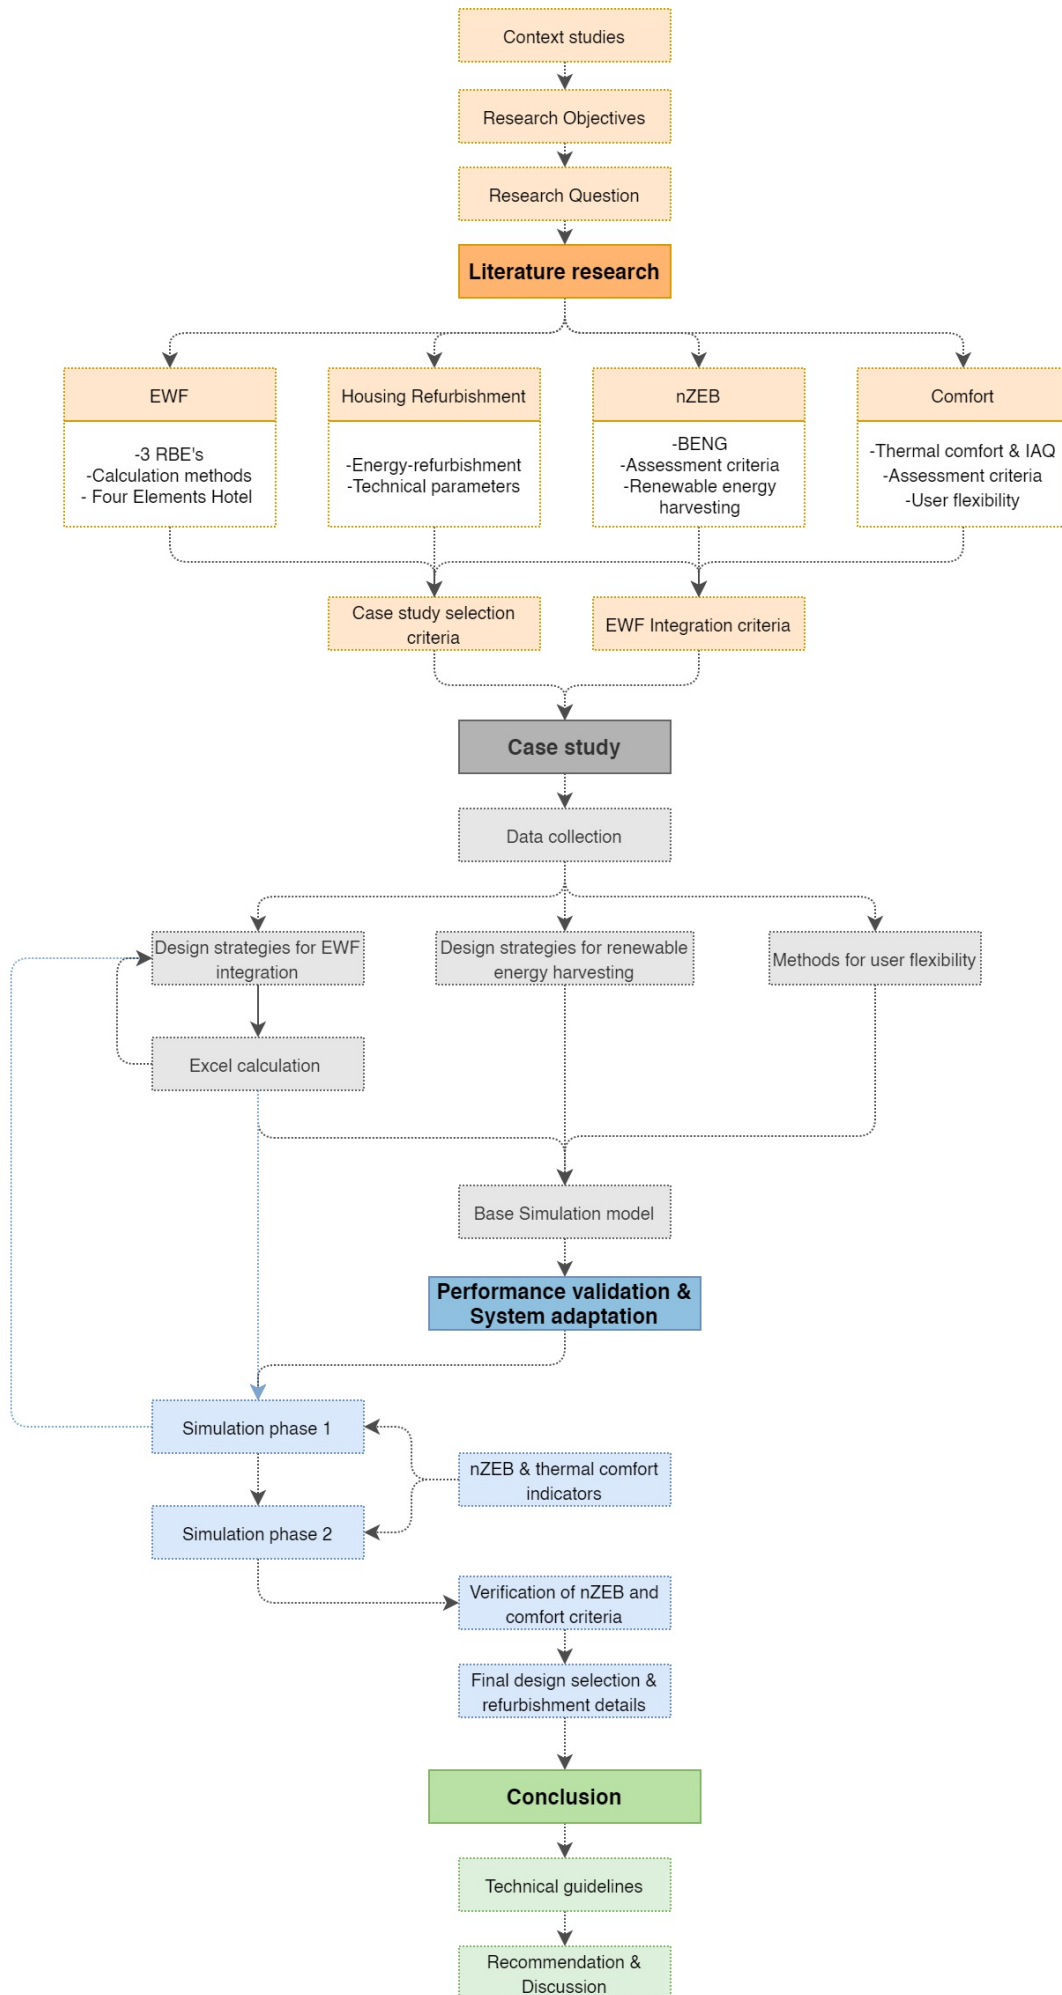 Context studies
Research Objectives
Research Question
Literature research
EWF
-3 RBE's
-Calculation methods
- Four Elements Hotel
Housing Refurbishment
-Energy-refurbishment
-Technical parameters
nZEB
-BENG
-Assessment criteria
-Renewable energy
harvesting
Comfort
-Thermal comfort & IAQ
-Assessment criteria
-User flexibility
Case study selection
criteria
EWF Integration criteria
Case study
Data collection
Design strategies for EWF
integration
Design strategies for renewable
energy harvesting
Methods for user flexibility
Excel calculation
Base Simulation model
Performance validation &
System adaptation
Simulation phase 1
nZEB & thermal comfort
indicators
Simulation phase 2
Verification of nZEB and
comfort criteria
Final design selection &
refurbishment details
Conclusion
Technical guidelines
Recommendation &
Discussion